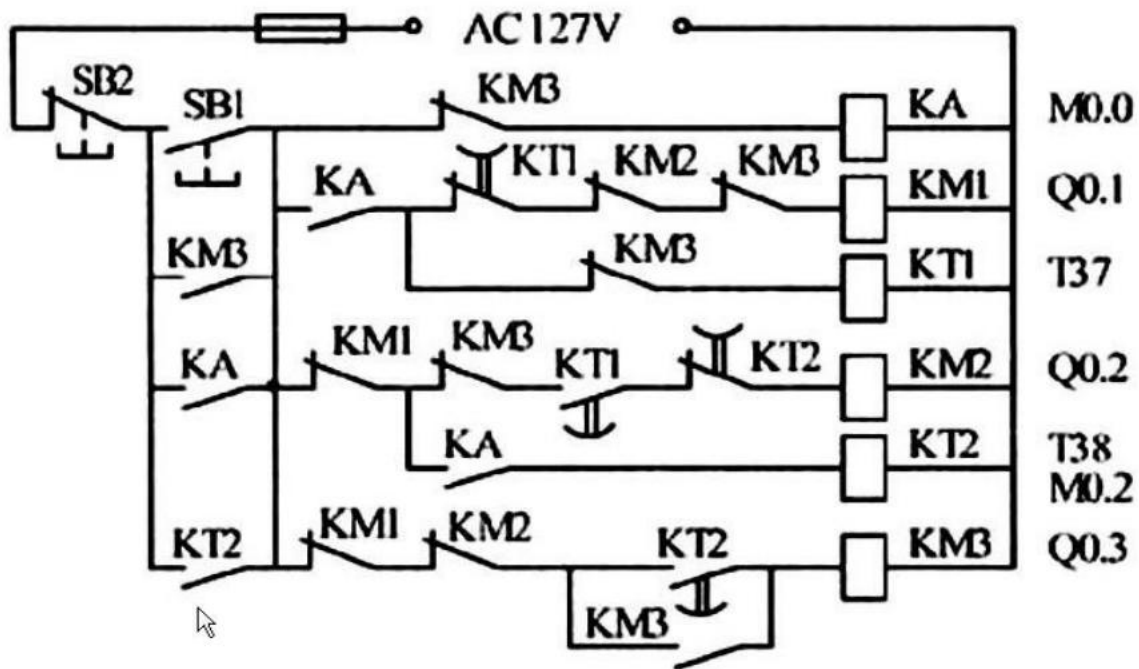 AC127V
SB2 SB1 KM3 KA M0.0
KA KT1 KM2 KM3 KM1 Q0.1
KM3 KM3 KT1 T37
KA KM1 KM3 KT1 KT2 KM2 Q0.2
KA KT2 T38
M0.2
KT2 KM1 KM2 KT2 KM3 Q0.3
KM3